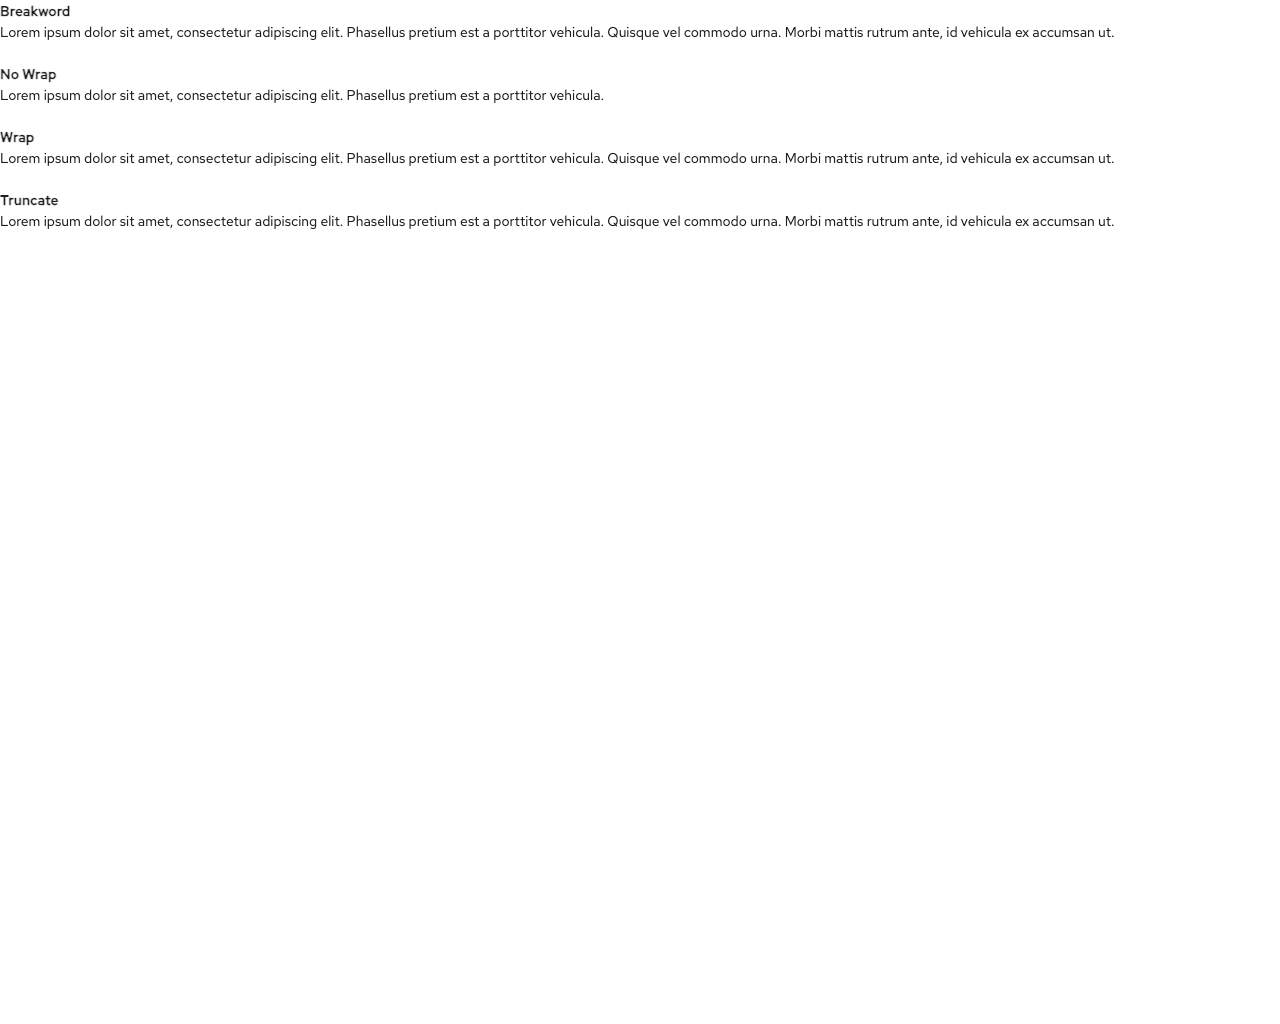 Breakword
Lorem ipsum dolor sit amet, consectetur adipiscing elit. Phasellus pretium est a porttitor vehicula. Quisque vel commodo urna. Morbi mattis rutrum ante, id vehicula ex accumsan ut.
No Wrap
Lorem ipsum dolor sit amet, consectetur adipiscing elit. Phasellus pretium est a porttitor vehicula.
Wrap
Lorem ipsum dolor sit amet, consectetur adipiscing elit. Phasellus pretium est a porttitor vehicula. Quisque vel commodo urna. Morbi mattis rutrum ante, id vehicula ex accumsan ut.
Truncate
Lorem ipsum dolor sit amet, consectetur adipiscing elit. Phasellus pretium est a porttitor vehicula. Quisque vel commodo urna. Morbi mattis rutrum ante, id vehicula ex accumsan ut.